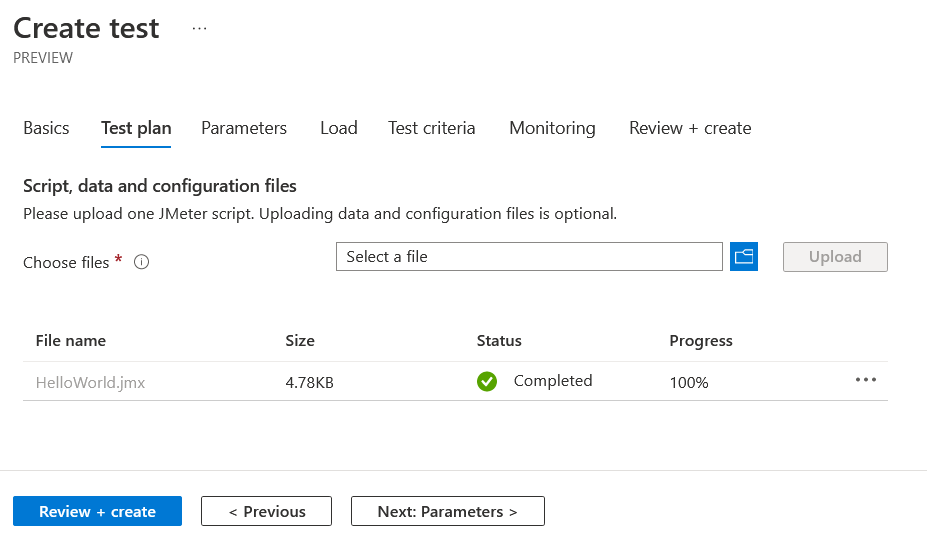 Create test ...
PREVIEW
Basics Test plan Parameters Load Test criteria Monitoring Review + create
Script, data and configuration files
Please upload one JMeter script. Uploading data and configuration files is optional.
Choose files * Select a file Upload
File name Size Status Progress
HelloWorld.jmx 4.78KB Completed 100% ...
Review + create < Previous Next: Parameters >